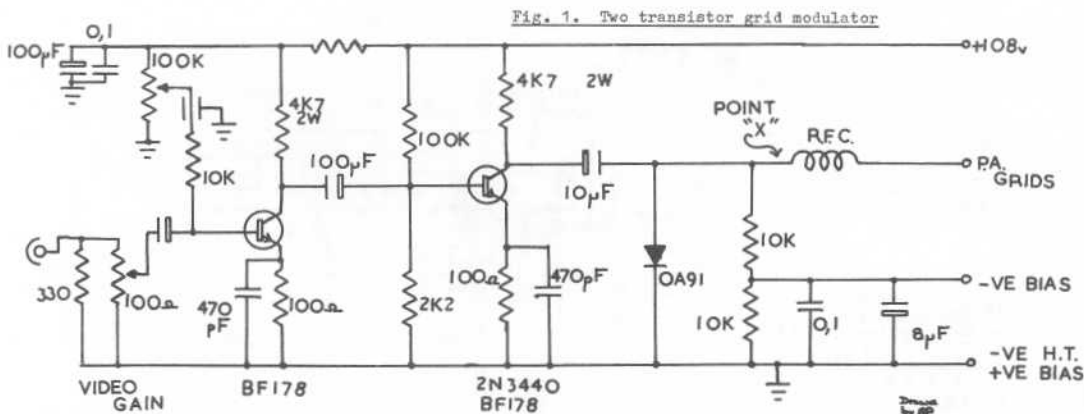 Fig. 1. Two transistor grid modulator
100µF
0,1
100K
4K7
2W
4K7 2W
+108v
POINT
"X"
R.F.C.
100µF
100K
10K
10µF
P.A.
GRIDS
10K
330
100Ω
470
pF
100Ω
2K2
100Ω
470pF
OA91
10K
0,1
8µF
-VE BIAS
-VE H.T.
+VE BIAS
VIDEO
GAIN
BF178
2N3440
BF178
Drawn